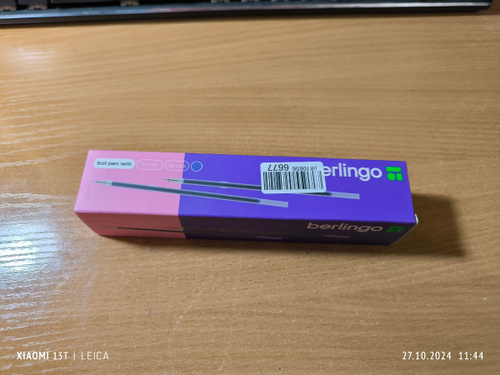 Ball pen refill
berlingo
6677
berlingo
XIAOMI 13T | LEICA
27.10.2024 11:44